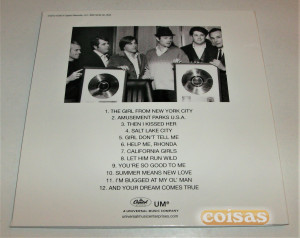 1. THE GIRL FROM NEW YORK CITY
2. AMUSEMENT PARKS U.S.A.
3. THEN I KISSED HER
4. SALT LAKE CITY
5. GIRL DON'T TELL ME
6. HELP ME, RHONDA
7. CALIFORNIA GIRLS
8. LET HIM RUN WILD
9. YOU'RE SO GOOD TO ME
10. SUMMER MEANS NEW LOVE
11. I'M BUGGED AT MY OL' MAN
12. AND YOUR DREAM COMES TRUE
Capitol UMe
A UNIVERSAL MUSIC COMPANY
coisas